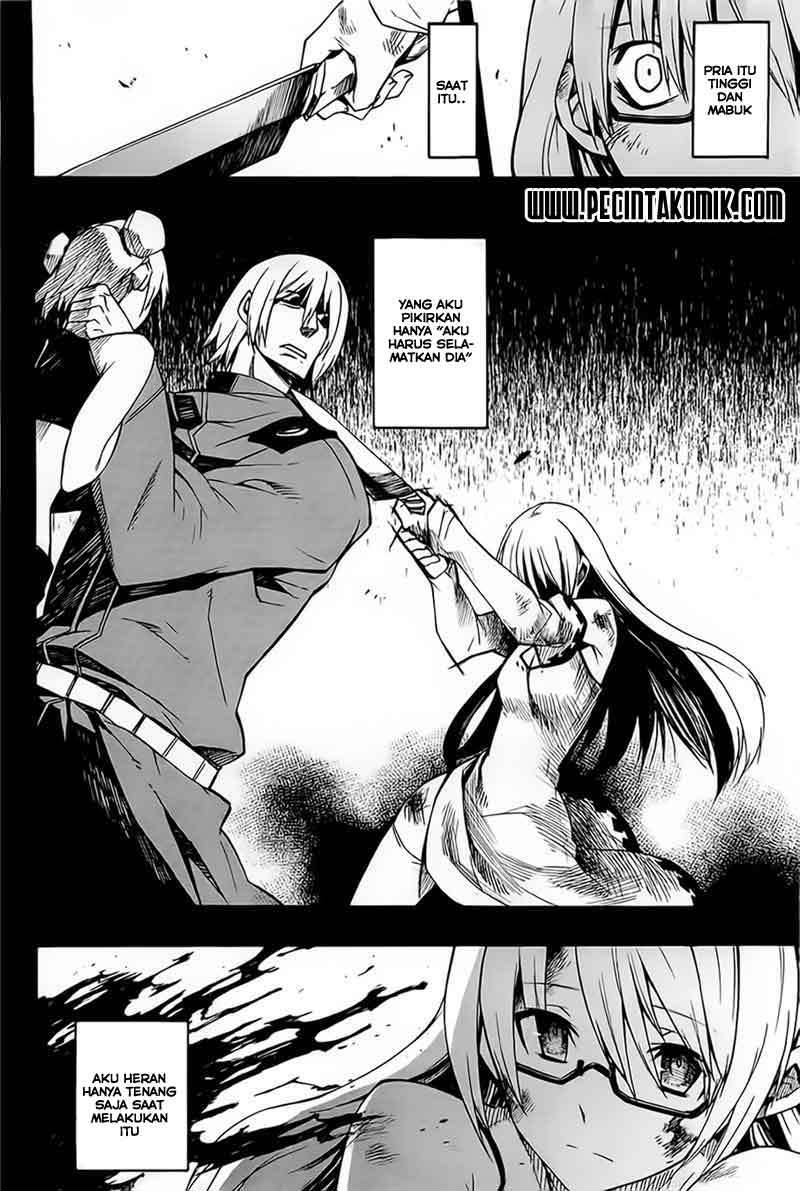 PRIA ITU
TINGGI
DAN
MABUK
SAAT
ITU..
WWW.PECINTAKOMIK.COM
YANG AKU
PIKIRKAN
HANYA "AKU
HARUS SELA-
MATKAN DIA"
AKU HERAN
HANYA TENANG
SAJA SAAT
MELAKUKAN
ITU